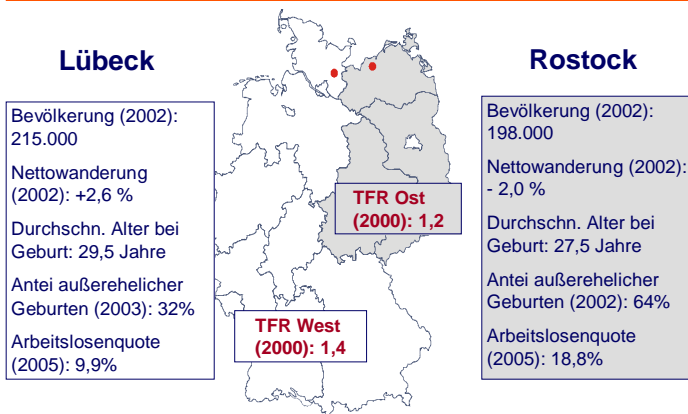 Lübeck
Bevölkerung (2002):
215.000
Nettowanderung
(2002): +2,6 %
Durchschn. Alter bei
Geburt: 29,5 Jahre
Antei außerehelicher
Geburten (2003): 32%
Arbeitslosenquote
(2005): 9,9%
TFR Ost
(2000): 1,2
TFR West
(2000): 1,4
Rostock
Bevölkerung (2002):
198.000
Nettowanderung (2002):
- 2,0 %
Durchschn. Alter bei
Geburt: 27,5 Jahre
Antei außerehelicher
Geburten (2002): 64%
Arbeitslosenquote
(2005): 18,8%